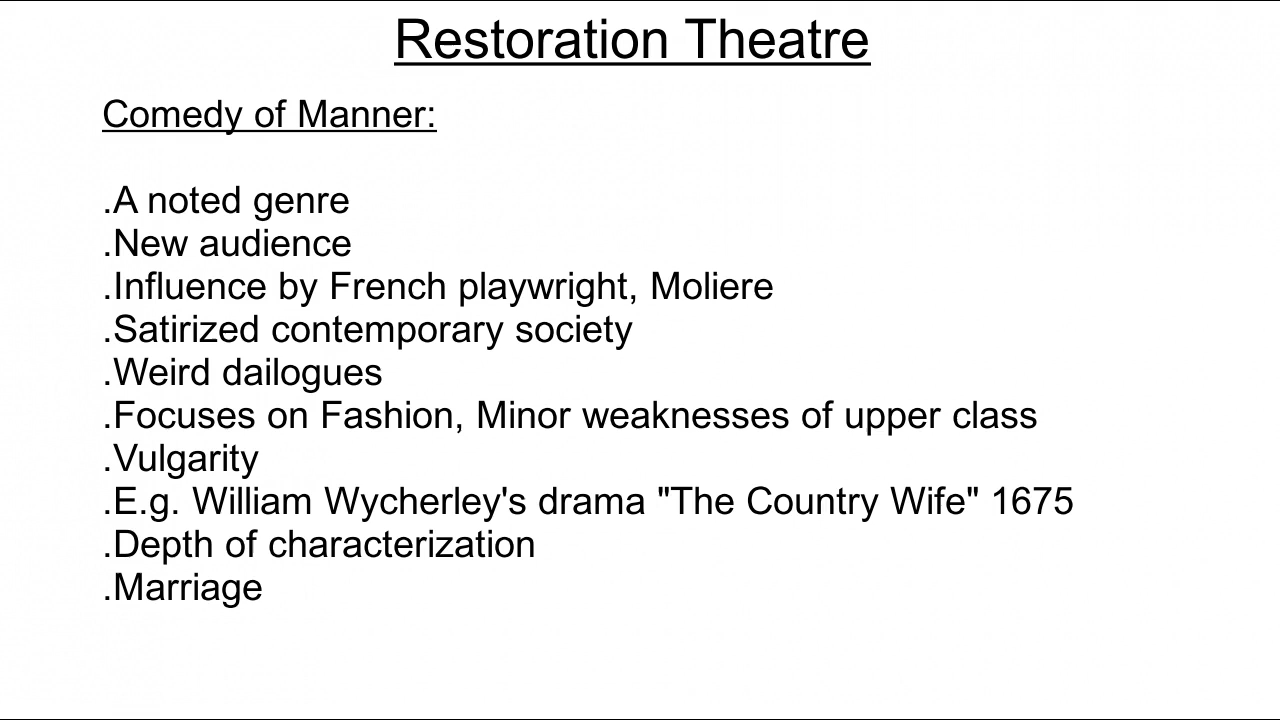 Restoration Theatre
Comedy of Manner:
.A noted genre
.New audience
.Influence by French playwright, Moliere
.Satirized contemporary society
.Weird dailogues
.Focuses on Fashion, Minor weaknesses of upper class
.Vulgarity
.E.g. William Wycherley's drama "The Country Wife" 1675
.Depth of characterization
.Marriage